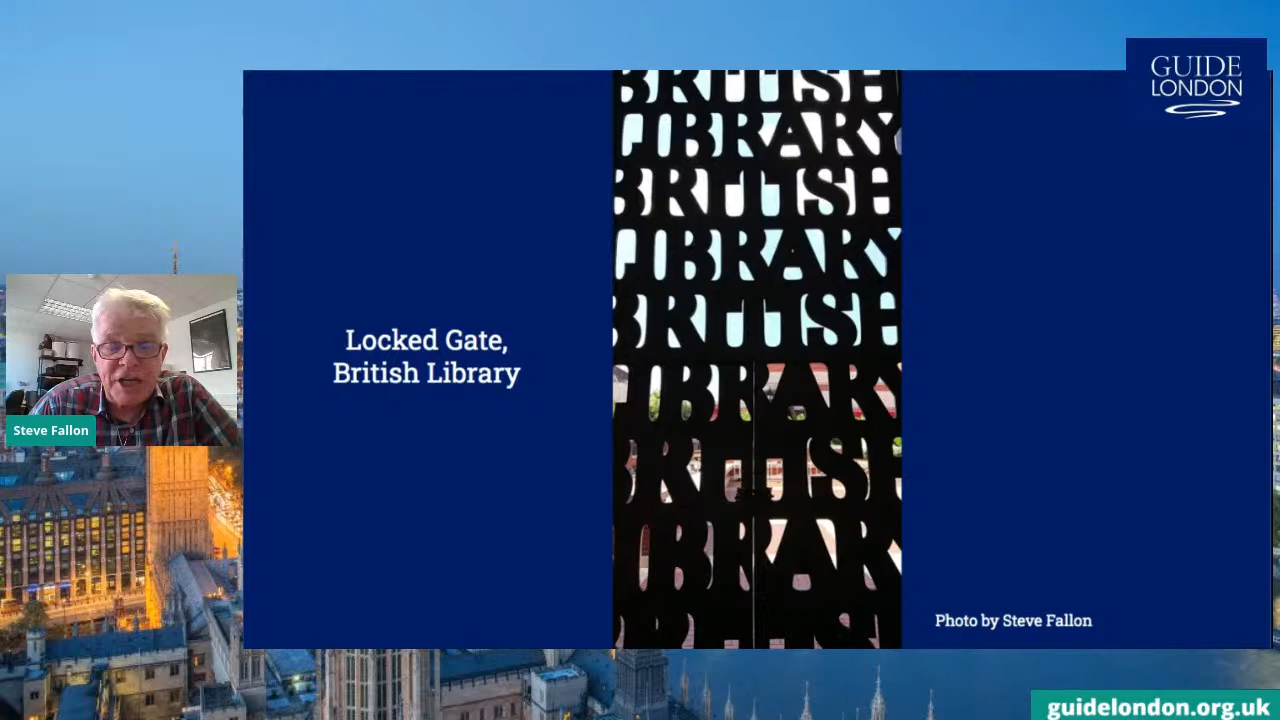 GUIDE
LONDON
BRITISH
LIBRARY
BRITISH
LIBRARY
BRITISH
LIBRARY
BRITISH
LIBRARY
Locked Gate,
British Library
Steve Fallon
Photo by Steve Fallon
guidelondon.org.uk